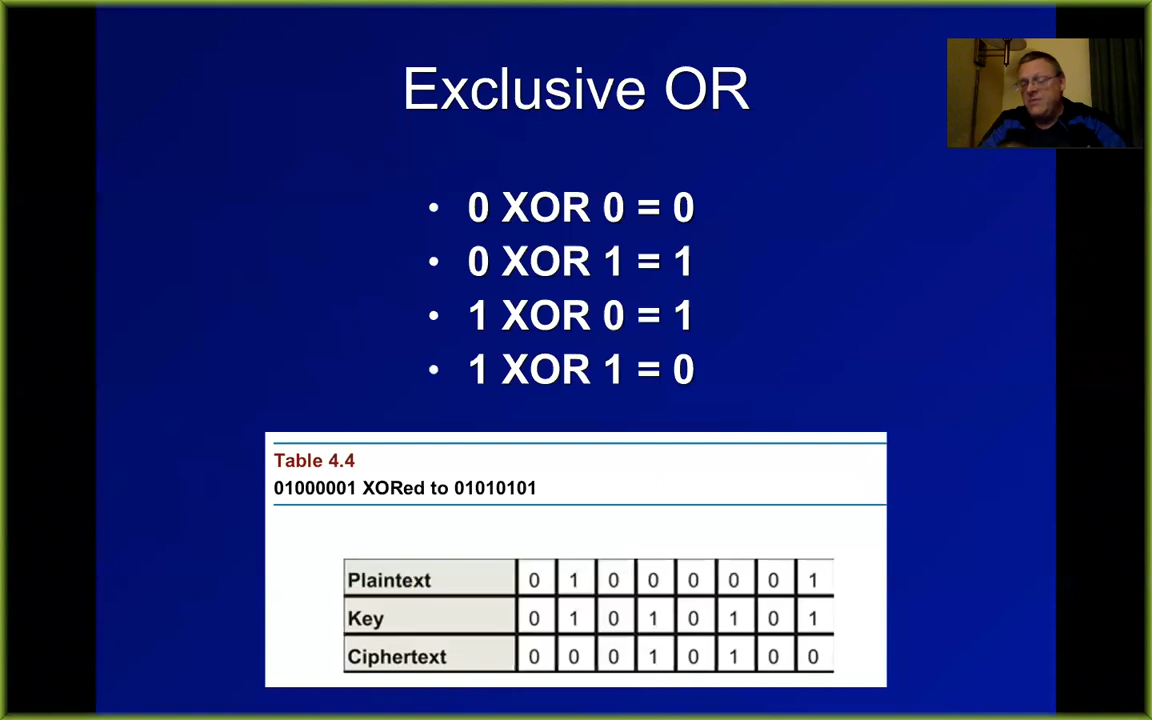 Exclusive OR
• 0 XOR 0 = 0
• 0 XOR 1 = 1
• 1 XOR 0 = 1
• 1 XOR 1 = 0
Table 4.4
01000001 XORed to 01010101
Plaintext 0 1 0 0 0 0 0 1
Key 0 1 0 1 0 1 0 1
Ciphertext 0 0 0 1 0 1 0 0